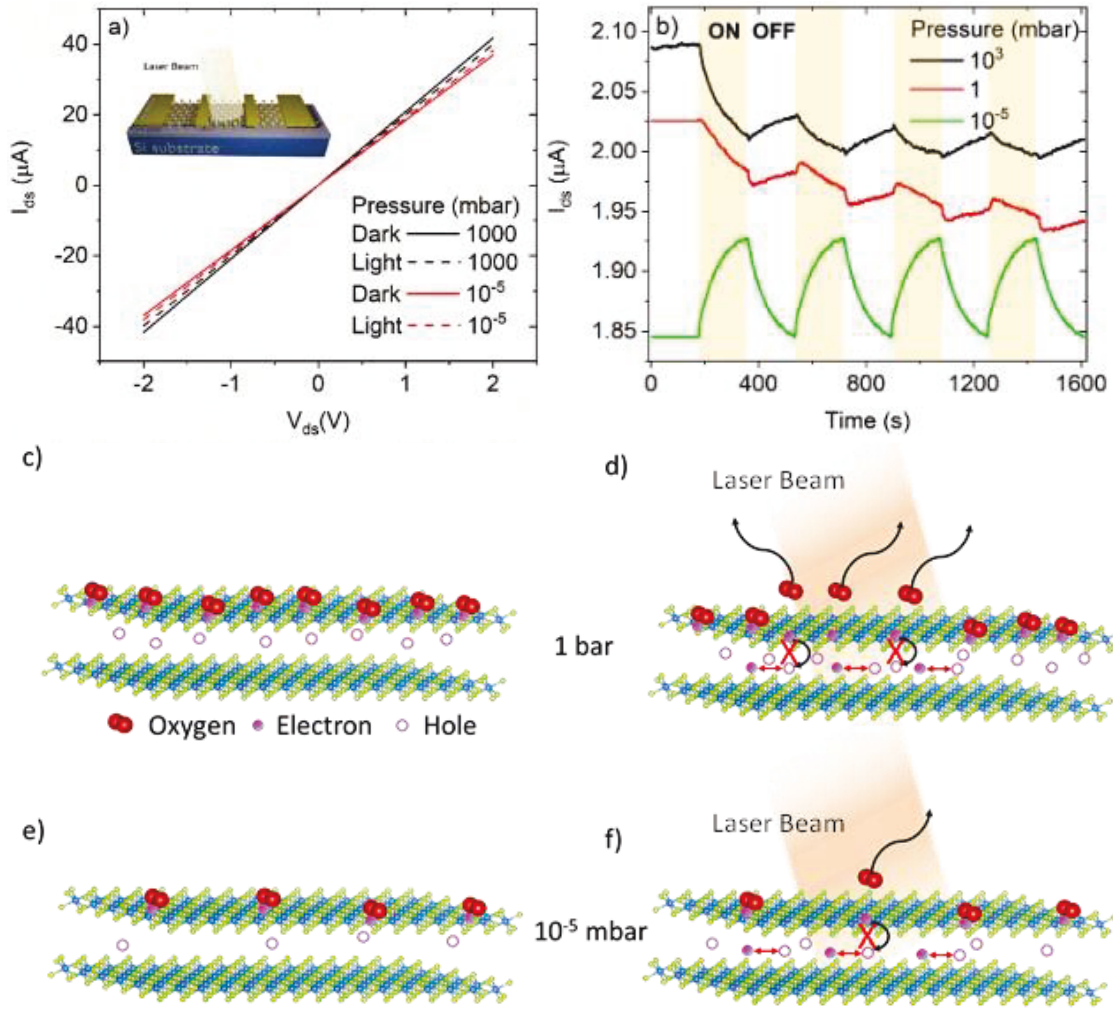 a)
Laser Beam
Si substrate
40
20
0
-20
-40
I_ds (μA)
Pressure (mbar)
Dark — 1000
Light - - - 1000
Dark — 10^-5
Light - - - 10^-5
-2
-1
0
1
2
V_ds(V)
b)
ON OFF
Pressure (mbar)
10^3
1
10^-5
2.10
2.05
2.00
1.95
1.90
1.85
I_ds (μA)
0
400
800
1200
1600
Time (s)
c)
Oxygen Electron Hole
1 bar
d)
Laser Beam
X
X
e)
10^-5 mbar
f)
Laser Beam
X